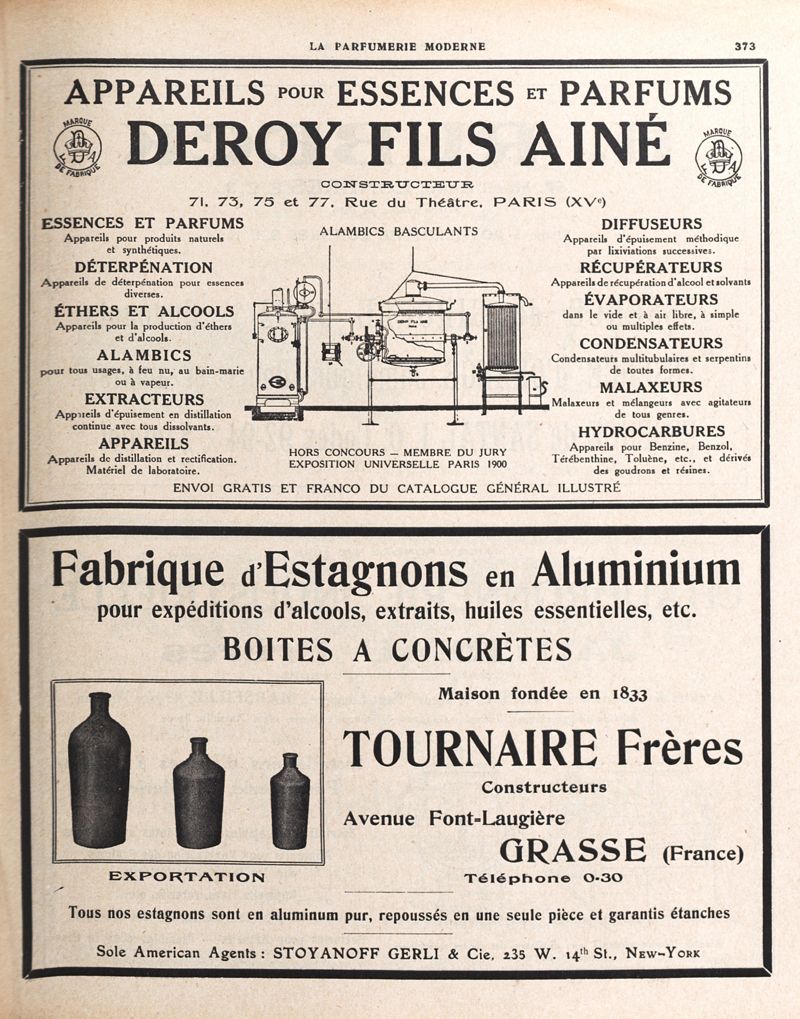 LA PARFUMERIE MODERNE
373
APPAREILS POUR ESSENCES ET PARFUMS
DEROY FILS AINÉ
MARQUE
DE FABRIQUE
MARQUE
DE FABRIQUE
CONSTRUCTEUR
71, 73, 75 et 77, Rue du Théâtre, PARIS (XVe)
ESSENCES ET PARFUMS
Appareils pour produits naturels
et synthétiques.
DÉTERPÉNATION
Appareils de déterpénation pour essences
diverses.
ÉTHERS ET ALCOOLS
Appareils pour la production d'éthers
et d'alcools.
ALAMBICS
pour tous usages, à feu nu, au bain-marie
ou à vapeur.
EXTRACTEURS
Appareils d'épuisement en distillation
continue avec tous dissolvants.
APPAREILS
Appareils de distillation et rectification.
Matériel de laboratoire.
ALAMBICS BASCULANTS
DEROY FILS AINÉ
HORS CONCOURS — MEMBRE DU JURY
EXPOSITION UNIVERSELLE PARIS 1900
DIFFUSEURS
Appareils d'épuisement méthodique
par lixiviations successives.
RÉCUPÉRATEURS
Appareils de récupération d'alcool et solvants
ÉVAPORATEURS
dans le vide et à air libre, à simple
ou multiples effets.
CONDENSATEURS
Condensateurs multitubulaires et serpentins
de toutes formes.
MALAXEURS
Malaxeurs et mélangeurs avec agitateurs
de tous genres.
HYDROCARBURES
Appareils pour Benzine, Benzol,
Térébenthine, Toluène, etc., et dérivés
des goudrons et résines.
ENVOI GRATIS ET FRANCO DU CATALOGUE GÉNÉRAL ILLUSTRÉ
Fabrique d'Estagnons en Aluminium
pour expéditions d'alcools, extraits, huiles essentielles, etc.
BOITES A CONCRÈTES
Maison fondée en 1833
TOURNAIRE Frères
Constructeurs
Avenue Font-Laugière
GRASSE (France)
EXPORTATION
Téléphone 0-30
Tous nos estagnons sont en aluminum pur, repoussés en une seule pièce et garantis étanches
Sole American Agents : STOYANOFF GERLI & Cie, 235 W. 14th St., NEW-YORK